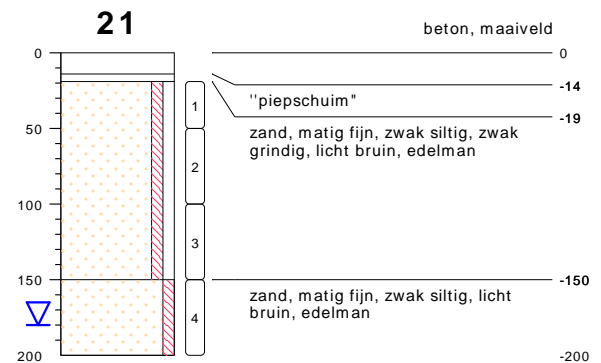 21
beton, maaiveld
0
0
-14
''piepschuim"
-19
1
zand, matig fijn, zwak siltig, zwak
grindig, licht bruin, edelman
50
2
100
3
150
-150
zand, matig fijn, zwak siltig, licht
bruin, edelman
4
200
-200